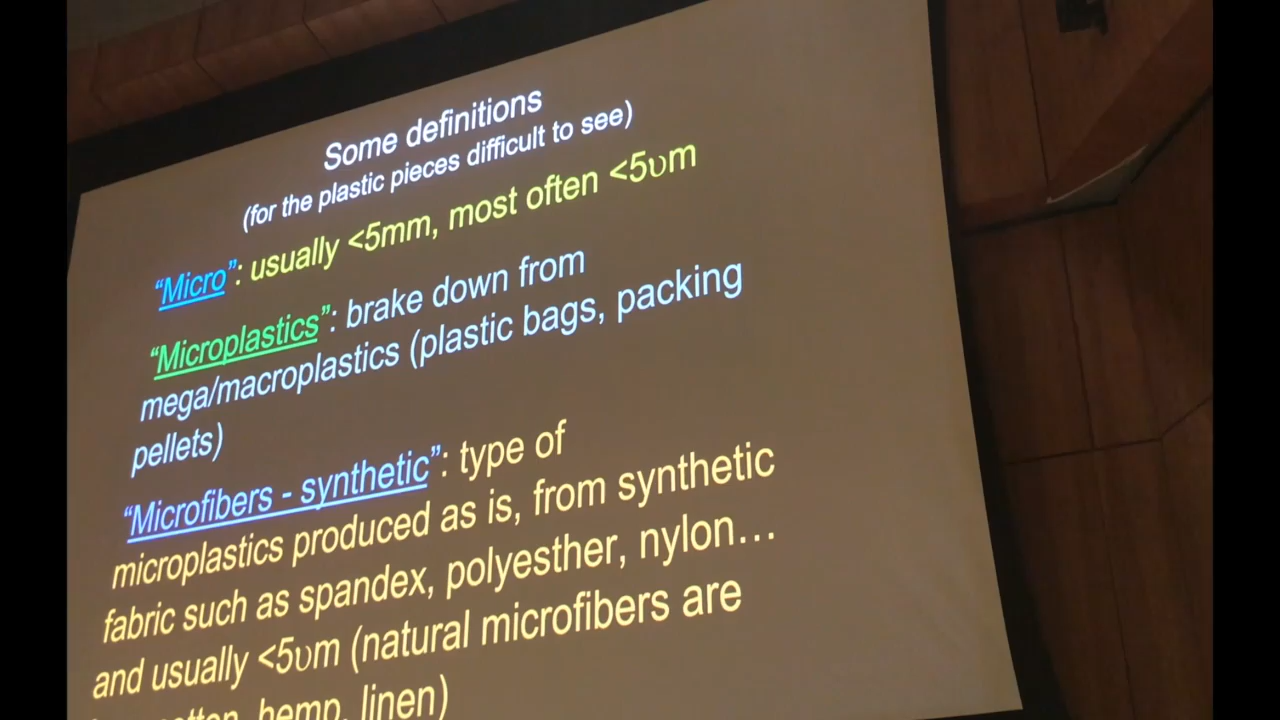 Some definitions
(for the plastic pieces difficult to see)
“Micro”: usually <5mm, most often <5υm
“Microplastics”: brake down from
mega/macroplastics (plastic bags, packing
pellets)
“Microfibers - synthetic”: type of
microplastics produced as is, from synthetic
fabric such as spandex, polyesther, nylon…
and usually <5υm (natural microfibers are
hemp, linen)